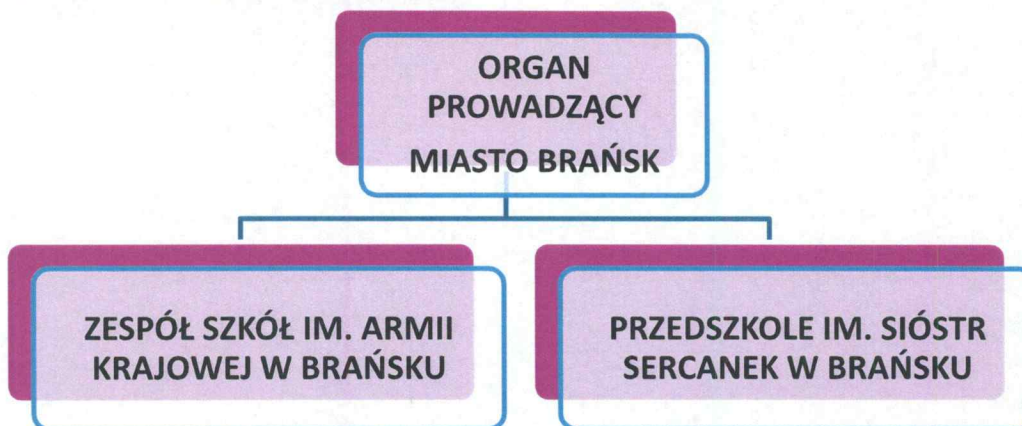 ORGAN
PROWADZĄCY
MIASTO BRAŃSK
ZESPÓŁ SZKÓŁ IM. ARMII
KRAJOWEJ W BRAŃSKU
PRZEDSZKOLE IM. SIÓSTR
SERCANEK W BRAŃSKU